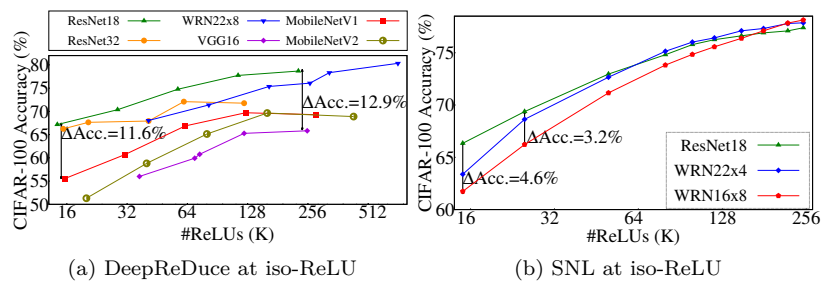 ResNet18 WRN22x8 MobileNetV1
ResNet32 VGG16 MobileNetV2
CIFAR-100 Accuracy (%)
80
75
70
65
60
55
50
ΔAcc.=11.6%
ΔAcc.=12.9%
16 32 64 128 256 512
#ReLUs (K)
(a) DeepReDuce at iso-ReLU
CIFAR-100 Accuracy (%)
75
70
65
60
ΔAcc.=3.2%
ΔAcc.=4.6%
ResNet18
WRN22x4
WRN16x8
16 32 64 128 256
#ReLUs (K)
(b) SNL at iso-ReLU